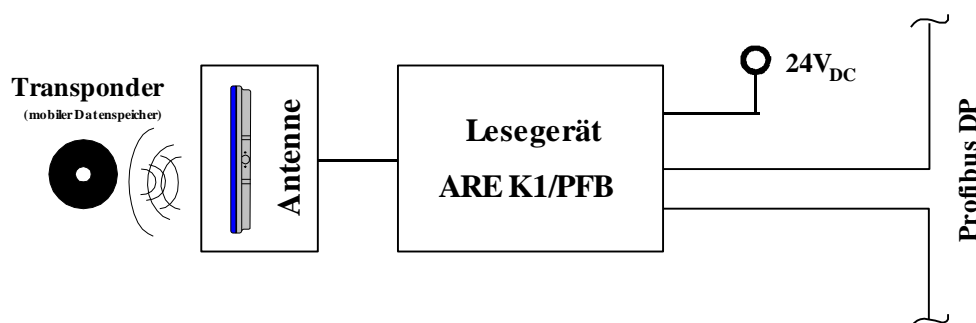 Transponder
(mobiler Datenspeicher)
Antenne
Lesegerät
ARE K1/PFB
24VDC
Profibus DP